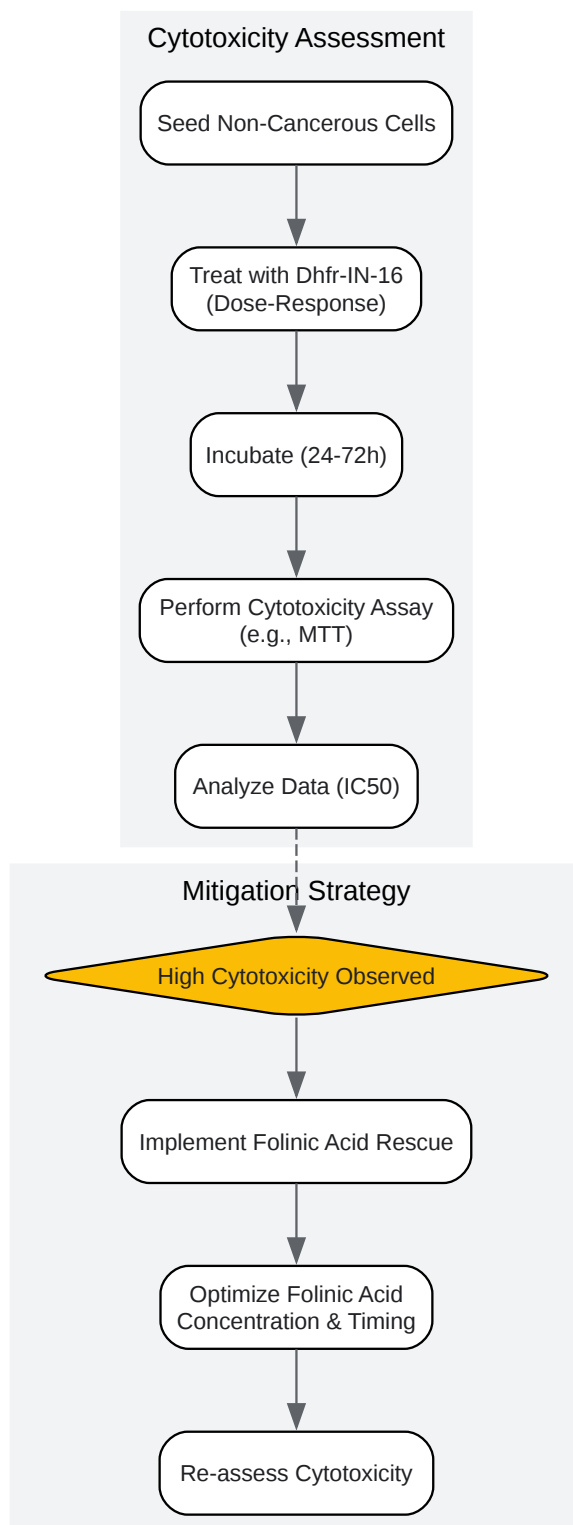 Cytotoxicity Assessment
Seed Non-Cancerous Cells
Treat with Dhfr-IN-16
(Dose-Response)
Incubate (24-72h)
Perform Cytotoxicity Assay
(e.g., MTT)
Analyze Data (IC50)
Mitigation Strategy
High Cytotoxicity Observed
Implement Folinic Acid Rescue
Optimize Folinic Acid
Concentration & Timing
Re-assess Cytotoxicity